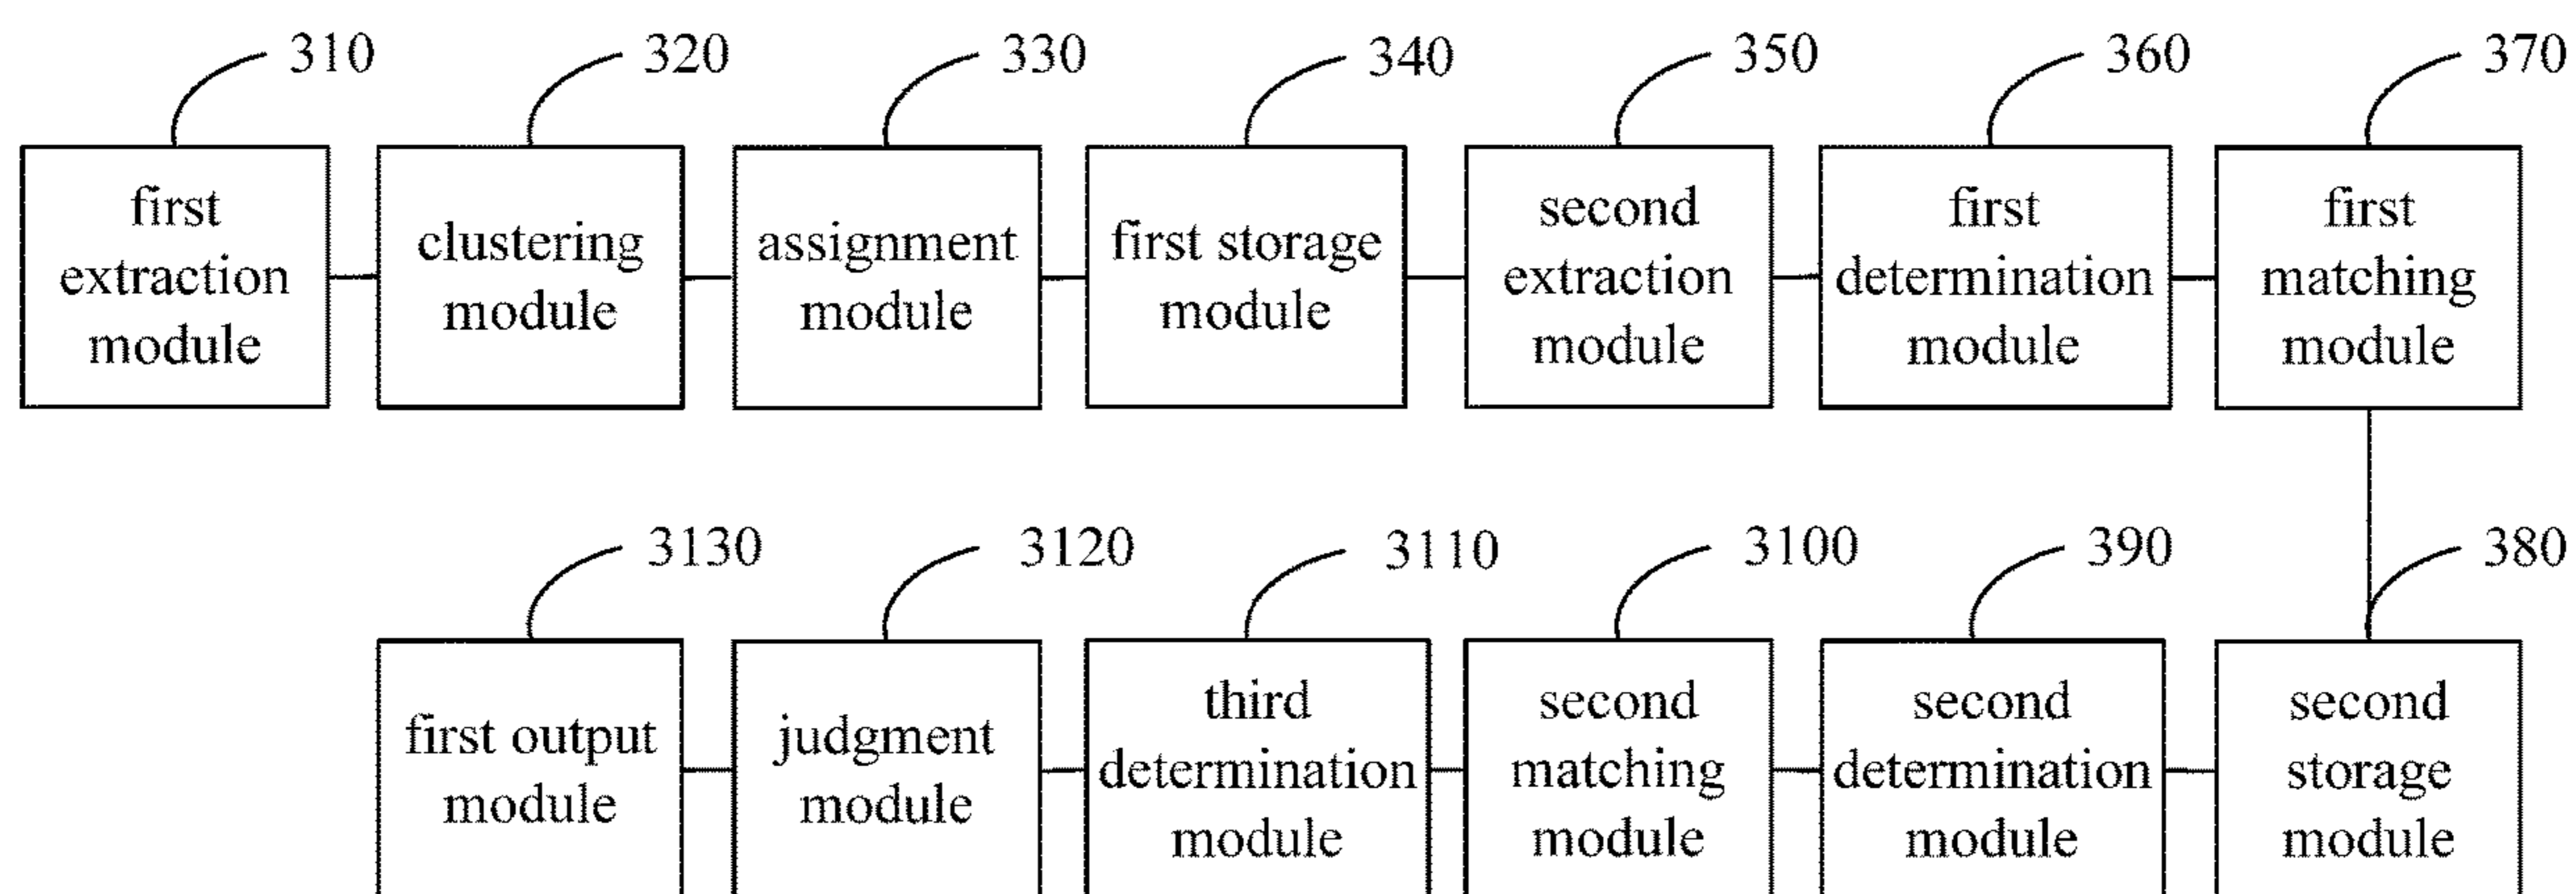 310
320
330
340
350
360
370
first
extraction
module
clustering
module
assignment
module
first storage
module
second
extraction
module
first
determination
module
first
matching
module
3130
3120
3110
3100
390
380
first output
module
judgment
module
third
determination
module
second
matching
module
second
determination
module
second
storage
module